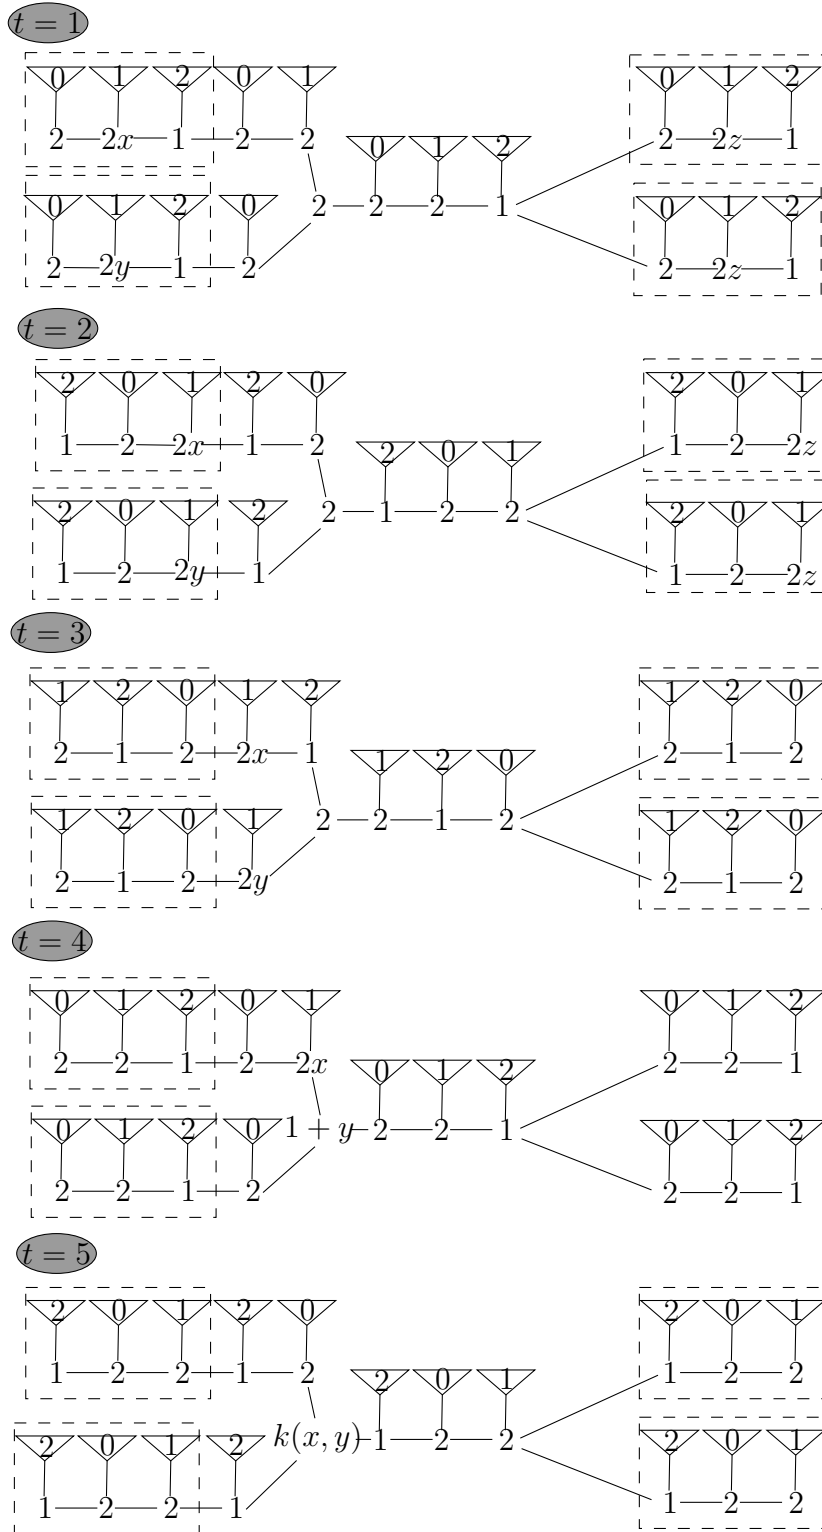 t = 1
0 1 2 0 1 0 1 2
2 2x 1 2 2 0 1 2 2 2z 1
0 1 2 0 2 2 2 1 0 1 2
2 2y 1 2 2 2z 1
t = 2
2 0 1 2 0 2 0 1
1 2 2x 1 2 2 0 1 1 2 2z
2 0 1 2 2 1 2 2 2 0 1
1 2 2y 1 1 2 2z
t = 3
1 2 0 1 2 1 2 0
2 1 2 2x 1 1 2 0 2 1 2
1 2 0 1 2 2 1 2 1 2 0
2 1 2 2y 2 1 2
t = 4
0 1 2 0 1 0 1 2
2 2 1 2 2x 0 1 2 2 2 1
0 1 2 0 1 + y 2 2 1 0 1 2
2 2 1 2 2 2 1
t = 5
2 0 1 2 0 2 0 1
1 2 2 1 2 2 0 1 1 2 2
2 0 1 2 k(x, y) 1 2 2 2 0 1
1 2 2 1 1 2 2